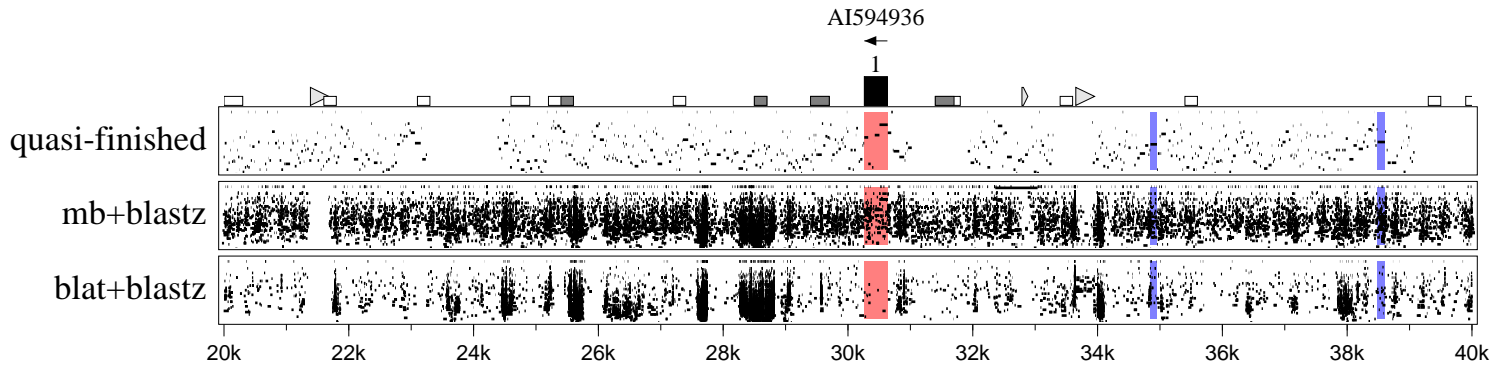 AI594936
1
quasi-finished
mb+blastz
blat+blastz
20k 22k 24k 26k 28k 30k 32k 34k 36k 38k 40k